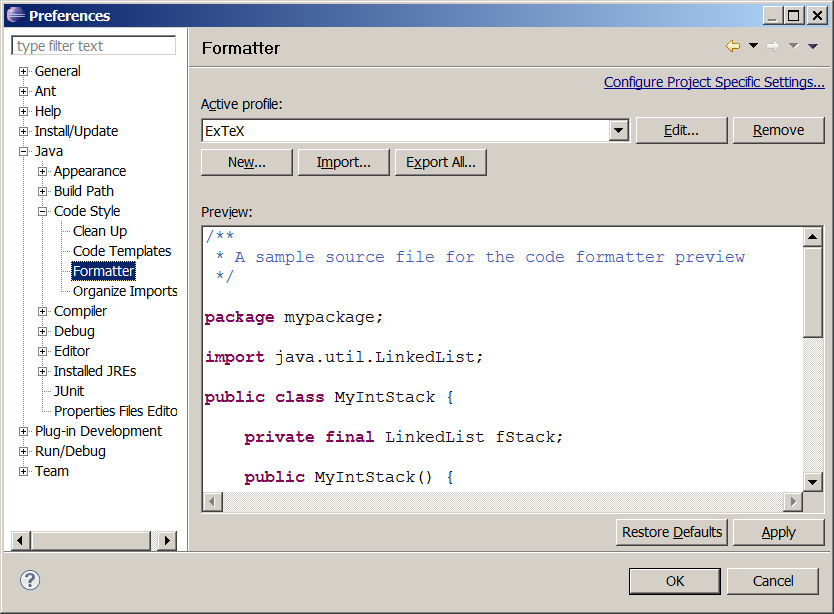 Preferences
type filter text
General
Ant
Help
Install/Update
Java
Appearance
Build Path
Code Style
Clean Up
Code Templates
Formatter
Organize Imports
Compiler
Debug
Editor
Installed JREs
JUnit
Properties Files Edito
Plug-in Development
Run/Debug
Team
Formatter
Configure Project Specific Settings...
Active profile:
ExTeX
Edit...
Remove
New...
Import...
Export All...
Preview:
/**
 * A sample source file for the code formatter preview
 */
package mypackage;
import java.util.LinkedList;
public class MyIntStack {
    private final LinkedList fStack;
    public MyIntStack() {
Restore Defaults
Apply
?
OK
Cancel